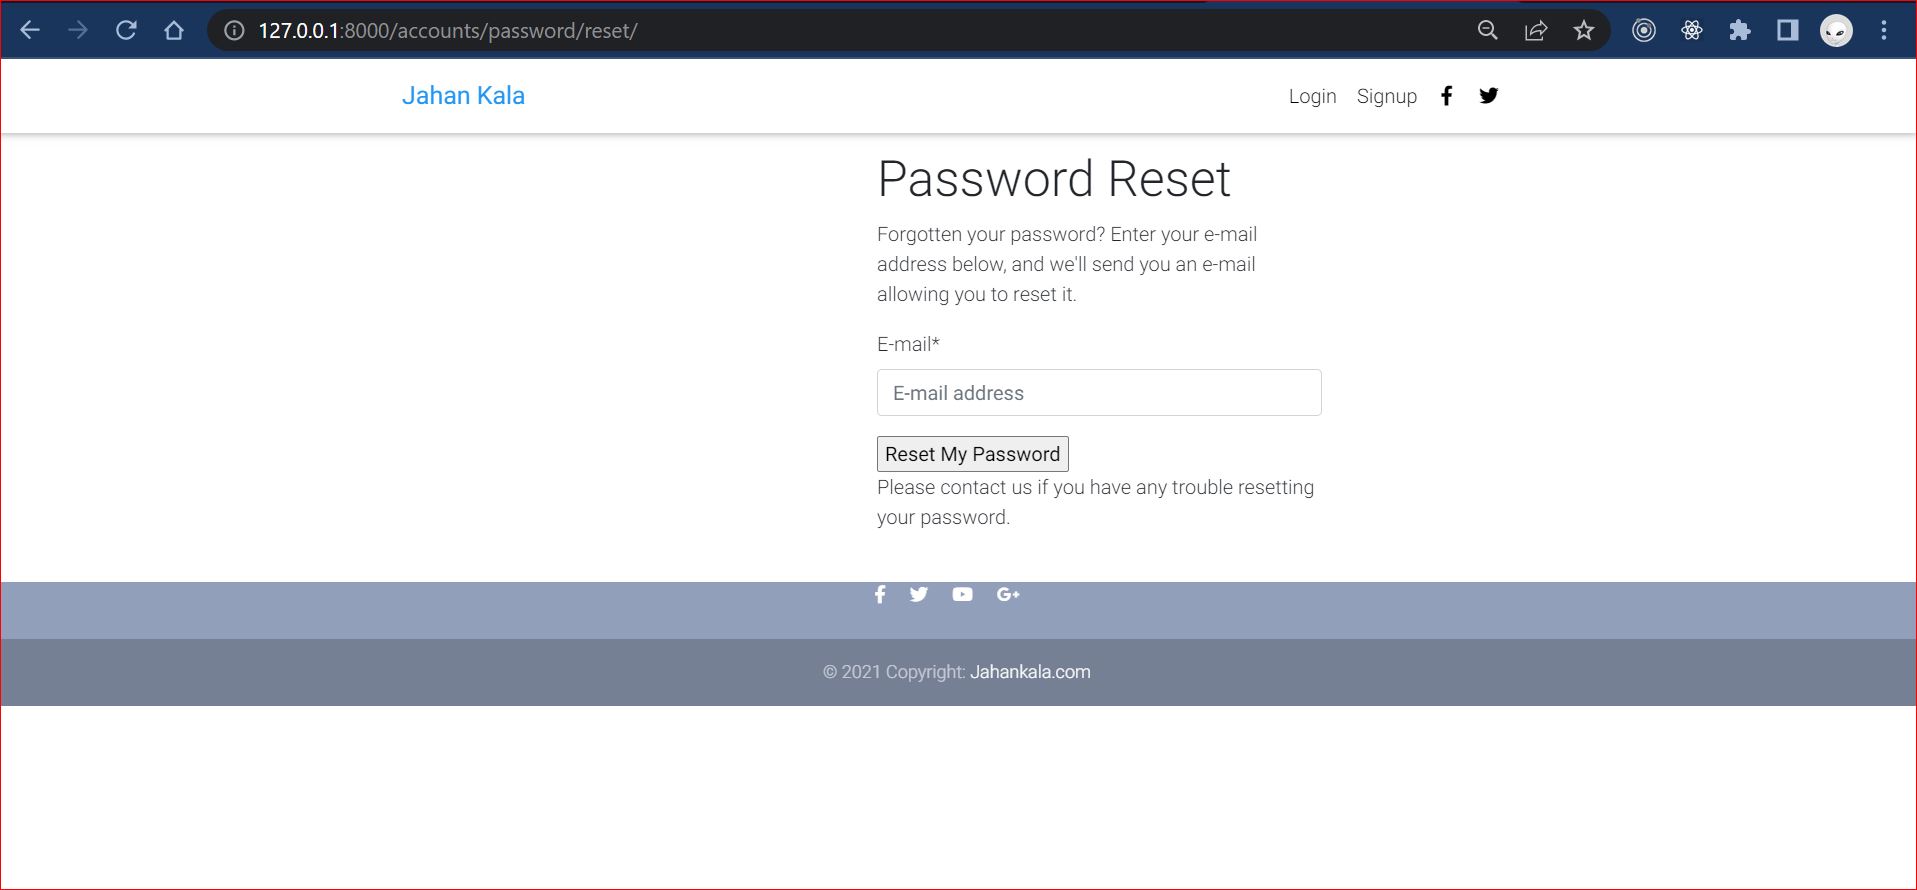 127.0.0.1:8000/accounts/password/reset/
Jahan Kala
Login Signup
Password Reset
Forgotten your password? Enter your e-mail
address below, and we'll send you an e-mail
allowing you to reset it.
E-mail*
E-mail address
Reset My Password
Please contact us if you have any trouble resetting
your password.
G+
© 2021 Copyright: Jahankala.com